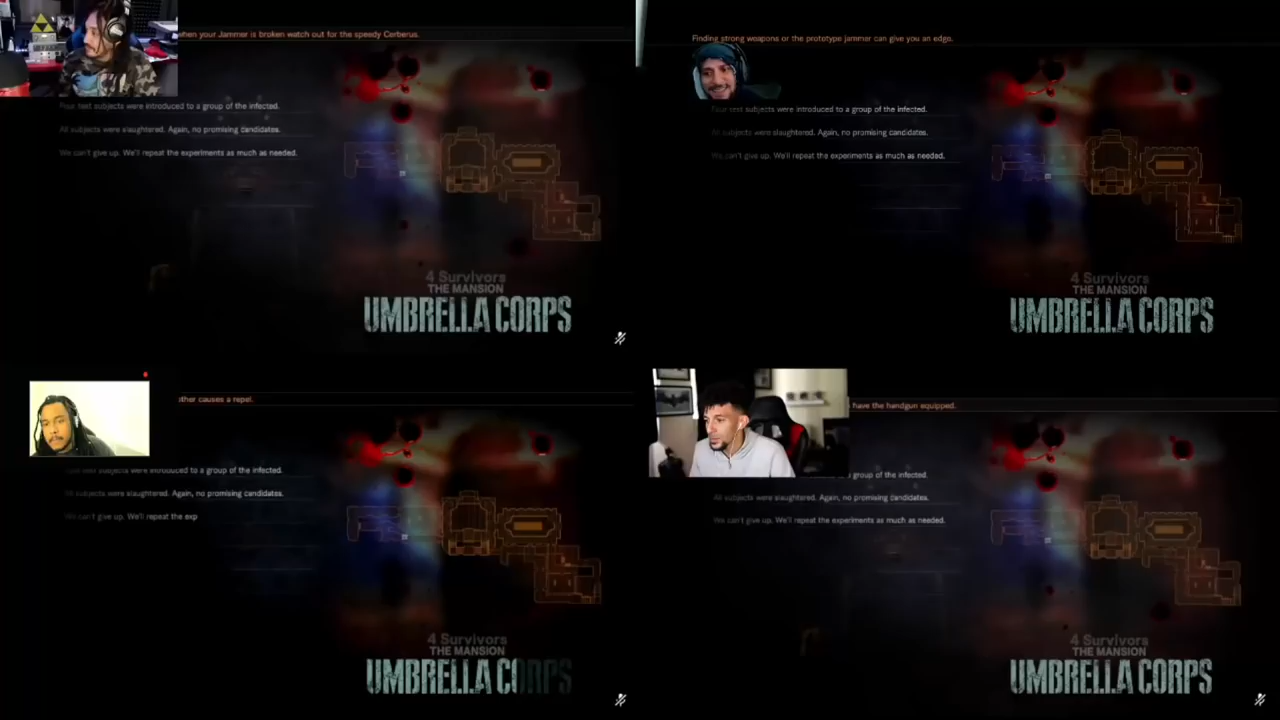 when your Jammer is broken watch out for the speedy Cerberus.
Four test subjects were introduced to a group of the infected.
All subjects were slaughtered. Again, no promising candidates.
We can't give up. We'll repeat the experiments as much as needed.
4 Survivors
THE MANSION
UMBRELLA CORPS
Finding strong weapons or the prototype jammer can give you an edge.
Four test subjects were introduced to a group of the infected.
All subjects were slaughtered. Again, no promising candidates.
We can't give up. We'll repeat the experiments as much as needed.
4 Survivors
THE MANSION
UMBRELLA CORPS
other causes a repel.
test subjects were introduced to a group of the infected.
All subjects were slaughtered. Again, no promising candidates.
We can't give up. We'll repeat the exp
4 Survivors
THE MANSION
UMBRELLA CORPS
have the handgun equipped.
group of the infected.
All subjects were slaughtered. Again, no promising candidates.
We can't give up. We'll repeat the experiments as much as needed.
4 Survivors
THE MANSION
UMBRELLA CORPS